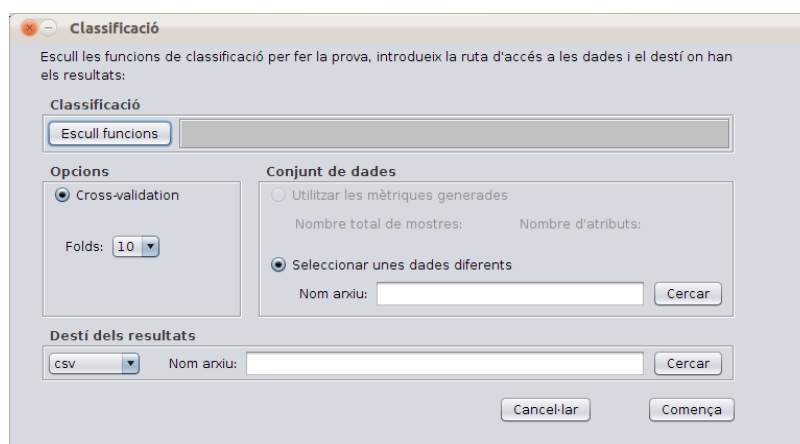 Classificació
Escull les funcions de classificació per fer la prova, introdueix la ruta d'accés a les dades i el destí on han
els resultats:
Classificació
Escull funcions
Opcions
Cross-validation
Folds: 10
Conjunt de dades
Utilitzar les mètriques generades
Nombre total de mostres: Nombre d'atributs:
Seleccionar unes dades diferents
Nom arxiu: Cercar
Destí dels resultats
csv Nom arxiu: Cercar
Cancel·lar Comença